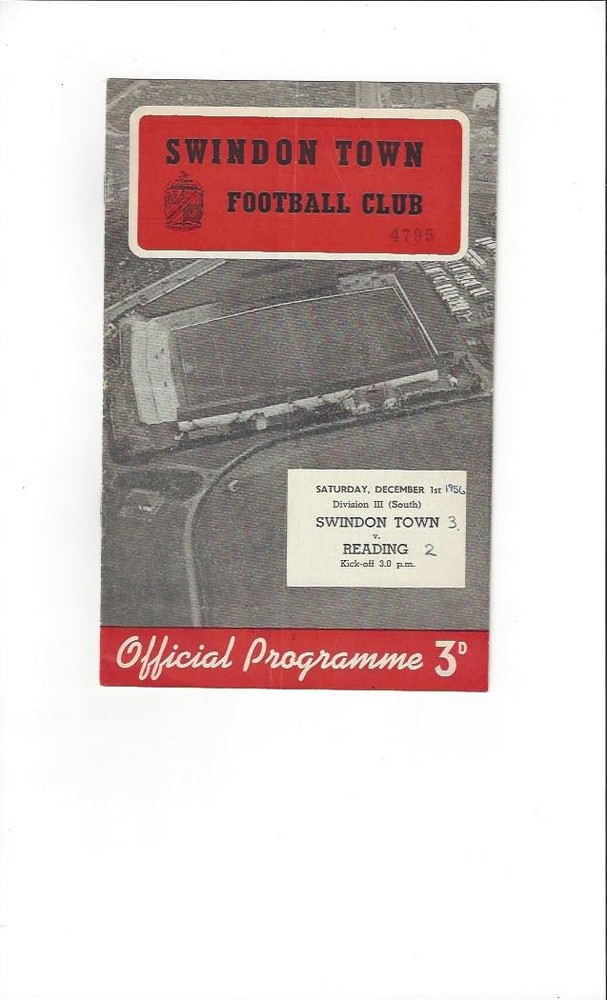 SWINDON TOWN
FOOTBALL CLUB
4795
SATURDAY, DECEMBER 1st 1956
Division III (South)
SWINDON TOWN 3
v.
READING 2
Kick-off 3.0 p.m.
Official Programme 3D